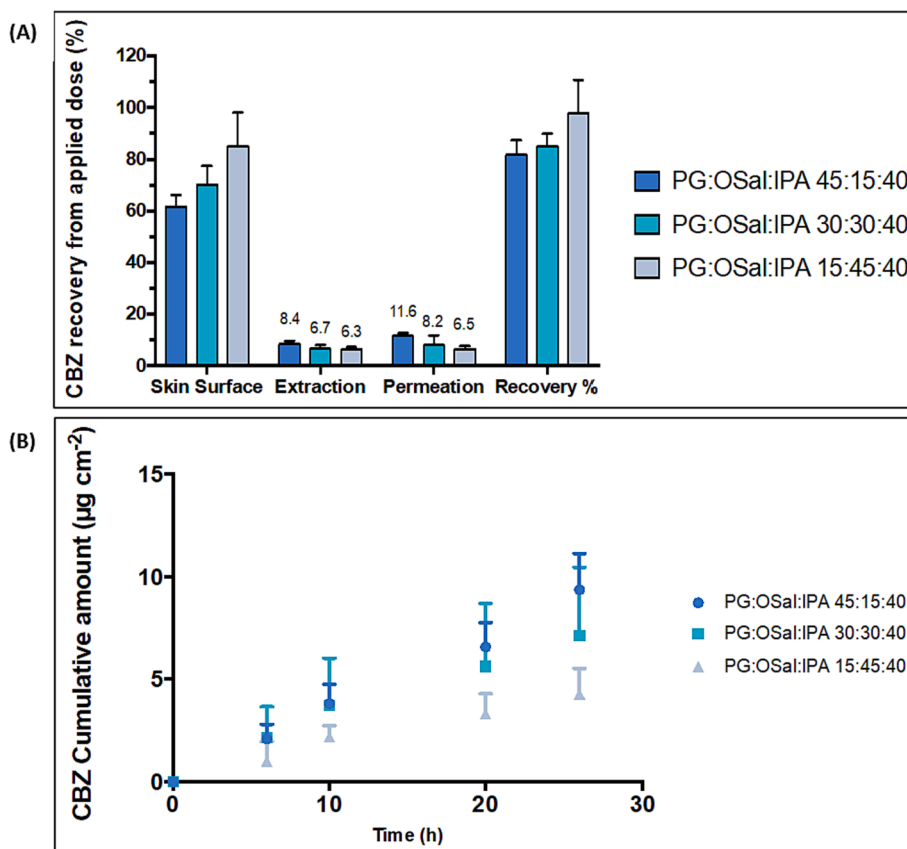 (A)
CBZ recovery from applied dose (%)
120
100
80
60
40
20
0
8.4
6.7
6.3
11.6
8.2
6.5
Skin Surface
Extraction
Permeation
Recovery %
PG:OSal:IPA 45:15:40
PG:OSal:IPA 30:30:40
PG:OSal:IPA 15:45:40
(B)
CBZ Cumulative amount (µg cm-2)
15
10
5
0
0
10
20
30
Time (h)
PG:OSal:IPA 45:15:40
PG:OSal:IPA 30:30:40
PG:OSal:IPA 15:45:40